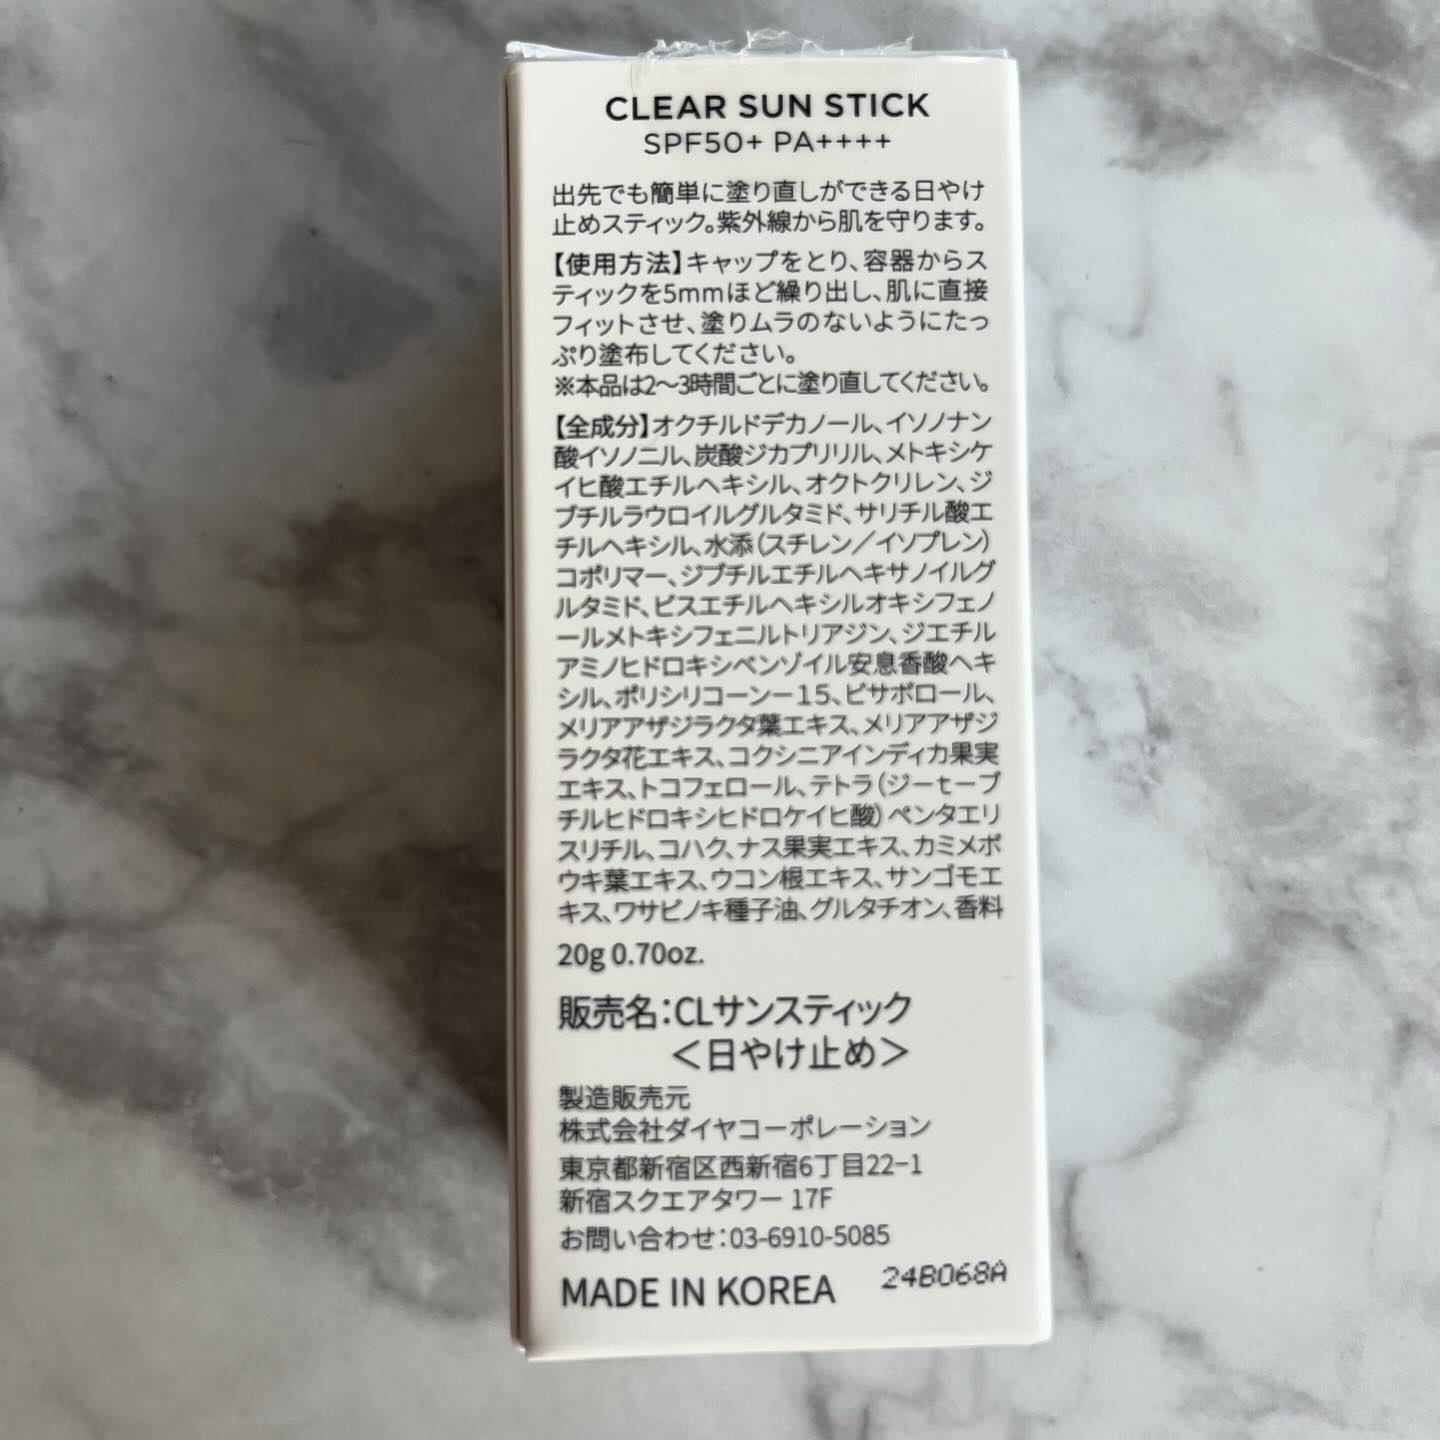 CLEAR SUN STICK
SPF50+ PA++++
出先でも簡単に塗り直しができる日やけ
止めスティック。紫外線から肌を守ります。
【使用方法】キャップをとり、容器からス
ティックを5mmほど繰り出し、肌に直接
フィットさせ、塗りムラのないようにたっ
ぷり塗布してください。
※本品は2〜3時間ごとに塗り直してください。
【全成分】オクチルドデカノール、イソノナン
酸イソノニル、炭酸ジカプリリル、メトキシケ
イヒ酸エチルヘキシル、オクトクリレン、ジ
ブチルラウロイルグルタミド、サリチル酸エ
チルヘキシル、水添（スチレン／イソプレン）
コポリマー、ジブチルエチルヘキサノイルグ
ルタミド、ビスエチルヘキシルオキシフェノ
ールメトキシフェニルトリアジン、ジエチル
アミノヒドロキシベンゾイル安息香酸ヘキ
シル、ポリシリコーンー15、ビサボロール、
メリアアザジラクタ葉エキス、メリアアザジ
ラクタ花エキス、コクシニアインディカ果実
エキス、トコフェロール、テトラ（ジーtーブ
チルヒドロキシヒドロケイヒ酸）ペンタエリ
スリチル、コハク、ナス果実エキス、カミメボ
ウキ葉エキス、ウコン根エキス、サンゴモエ
キス、ワサビノキ種子油、グルタチオン、香料
20g 0.70oz.
販売名：CLサンスティック
＜日やけ止め＞
製造販売元
株式会社ダイヤコーポレーション
東京都新宿区西新宿6丁目22-1
新宿スクエアタワー 17F
お問い合わせ：03-6910-5085
MADE IN KOREA
24B068A